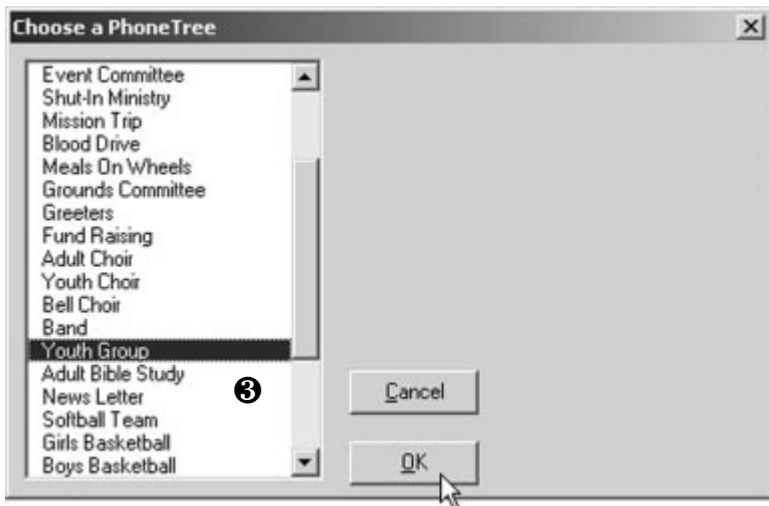 Choose a PhoneTree
Event Committee
Shut-In Ministry
Mission Trip
Blood Drive
Meals On Wheels
Grounds Committee
Greeters
Fund Raising
Adult Choir
Youth Choir
Bell Choir
Band
Youth Group
Adult Bible Study
News Letter
❸
Softball Team
Girls Basketball
Boys Basketball
Cancel
OK